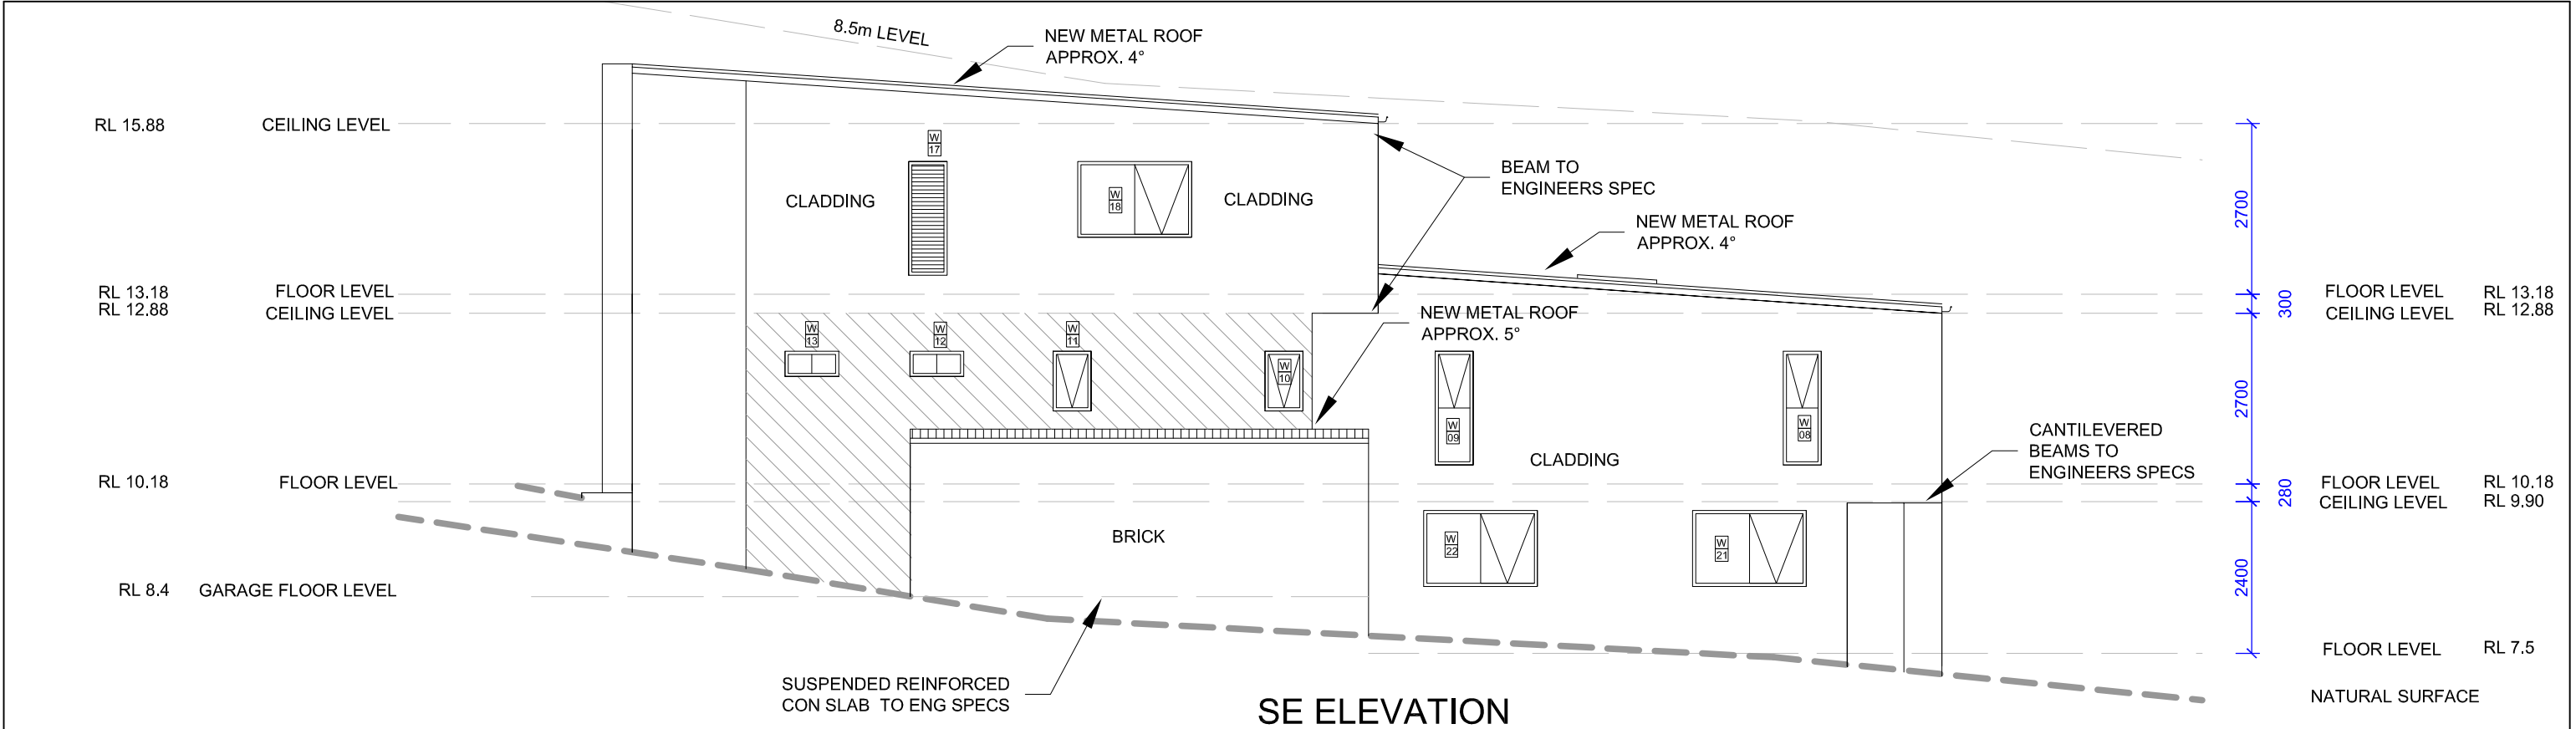 8.5m LEVEL
NEW METAL ROOF
APPROX. 4°
RL 15.88 CEILING LEVEL
W
17
CLADDING
W
18
CLADDING
BEAM TO
ENGINEERS SPEC
2700
NEW METAL ROOF
APPROX. 4°
RL 13.18 FLOOR LEVEL
RL 12.88 CEILING LEVEL
FLOOR LEVEL RL 13.18
CEILING LEVEL RL 12.88
300
NEW METAL ROOF
APPROX. 5°
W
13
W
12
W
11
W
10
W
09
W
08
2700
CLADDING
CANTILEVERED
BEAMS TO
ENGINEERS SPECS
RL 10.18 FLOOR LEVEL
FLOOR LEVEL RL 10.18
CEILING LEVEL RL 9.90
280
BRICK
W
22
W
21
2400
RL 8.4 GARAGE FLOOR LEVEL
FLOOR LEVEL RL 7.5
SUSPENDED REINFORCED
CON SLAB TO ENG SPECS
NATURAL SURFACE
SE ELEVATION